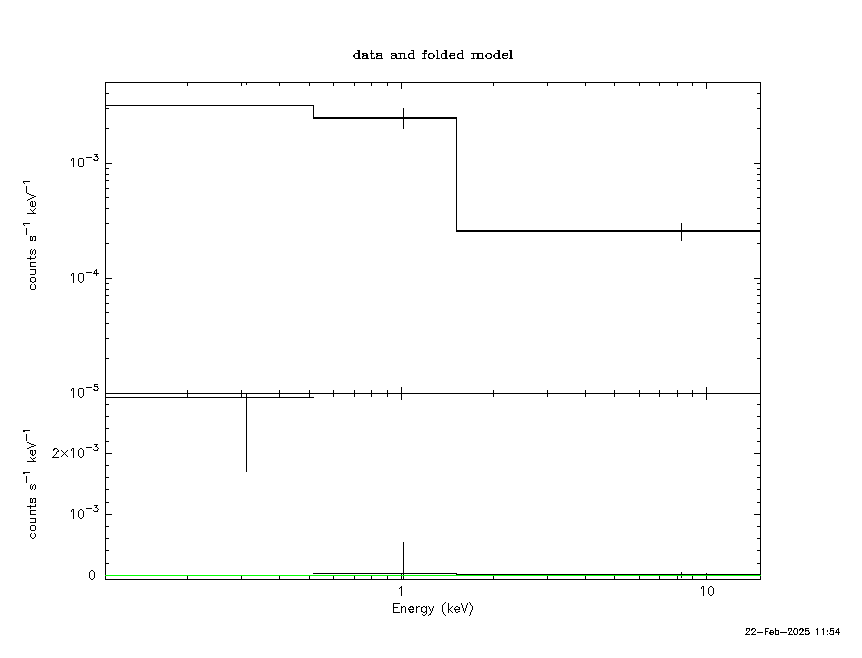 data and folded model
counts s⁻¹ keV⁻¹
10⁻³
10⁻⁴
10⁻⁵
counts s⁻¹ keV⁻¹
2×10⁻³
10⁻³
0
1
10
Energy (keV)
22-Feb-2025 11:54